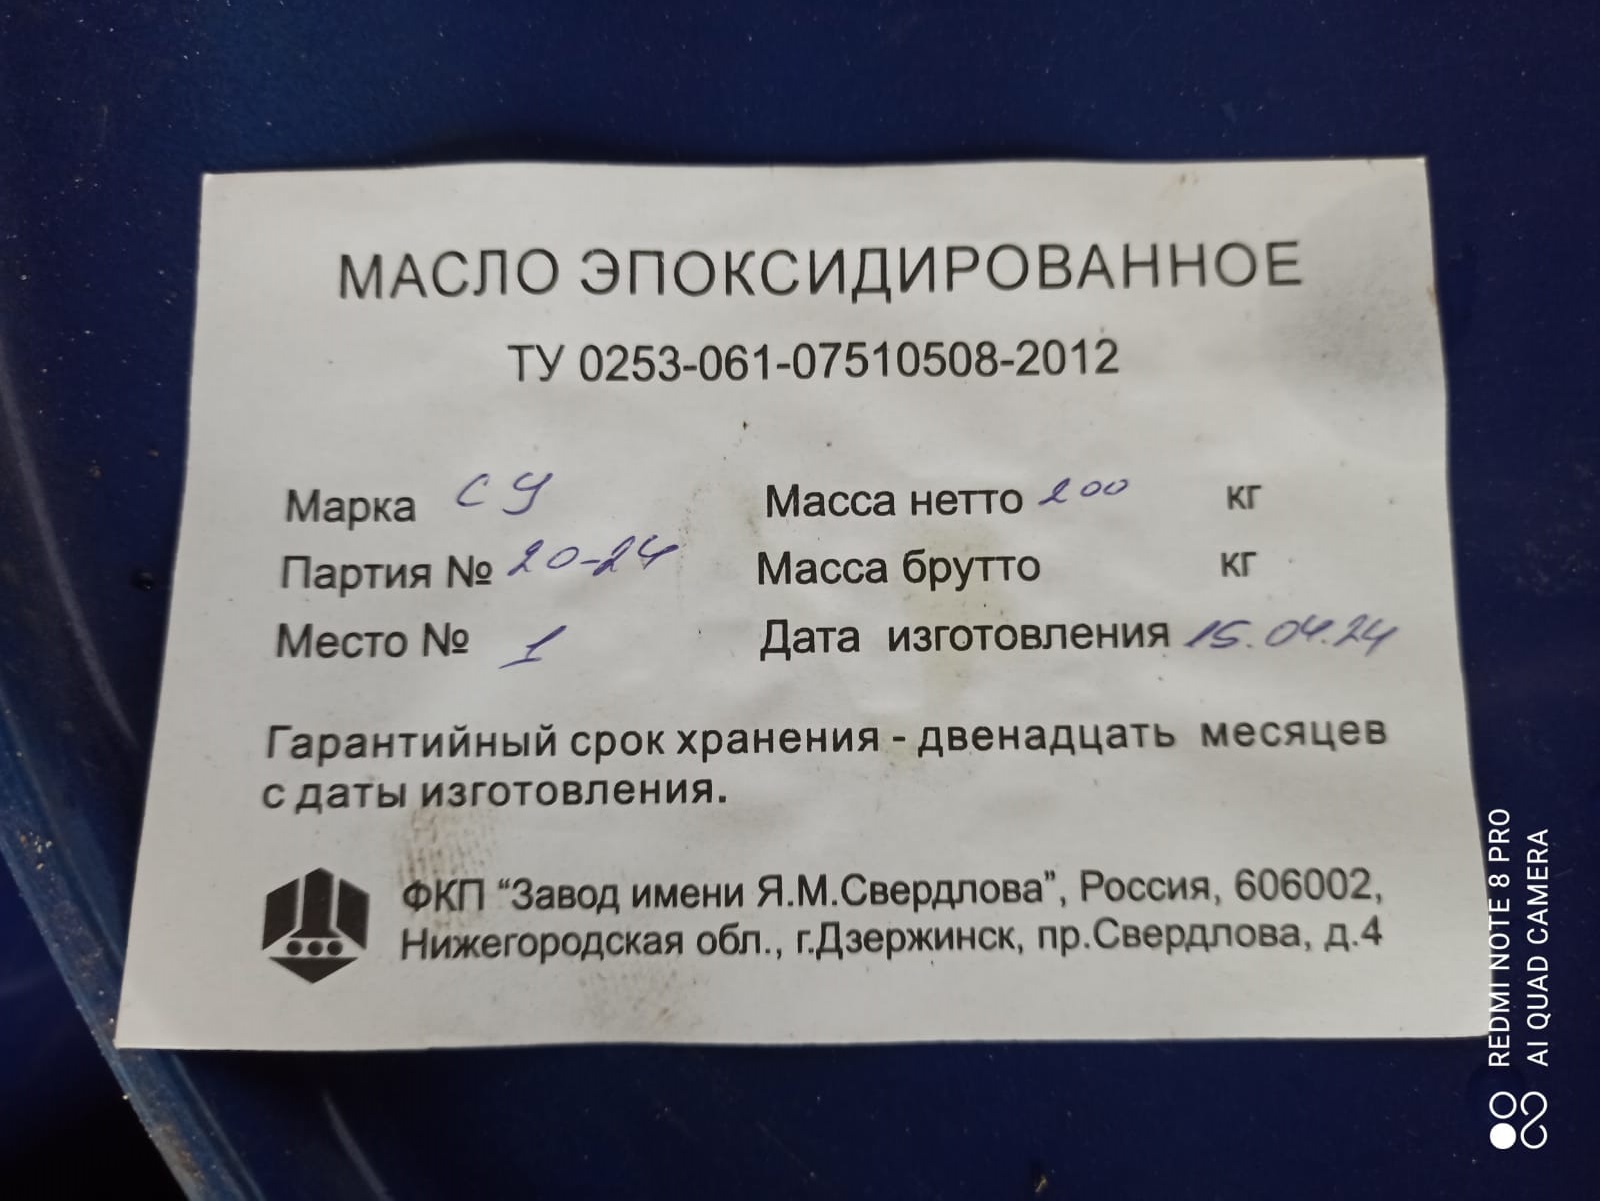 МАСЛО ЭПОКСИДИРОВАННОЕ
ТУ 0253-061-07510508-2012
Марка СУ Масса нетто 200 кг
Партия № 20-24 Масса брутто кг
Место № 1 Дата изготовления 15.04.24
Гарантийный срок хранения - двенадцать месяцев
с даты изготовления.
ФКП “Завод имени Я.М.Свердлова”, Россия, 606002,
Нижегородская обл., г.Дзержинск, пр.Свердлова, д.4
REDMI NOTE 8 PRO
AI QUAD CAMERA